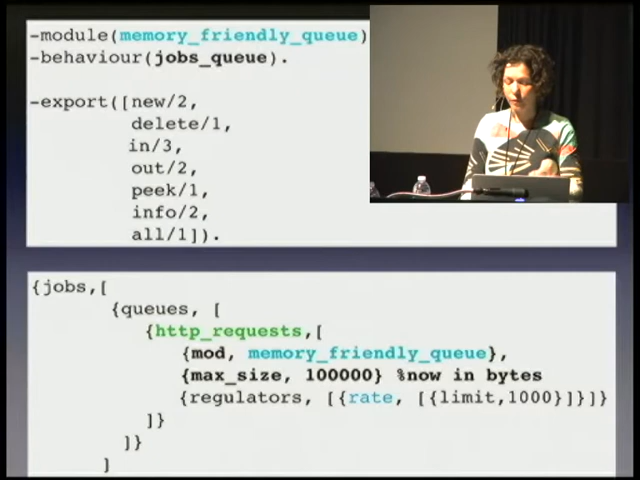 -module(memory_friendly_queue)
-behaviour(jobs_queue).
-export([new/2,
delete/1,
in/3,
out/2,
peek/1,
info/2,
all/1]).
{jobs,[
{queues, [
{http_requests,[
{mod, memory_friendly_queue},
{max_size, 100000} %now in bytes
{regulators, [{rate, [{limit,1000}]}]}
]}
]}
]